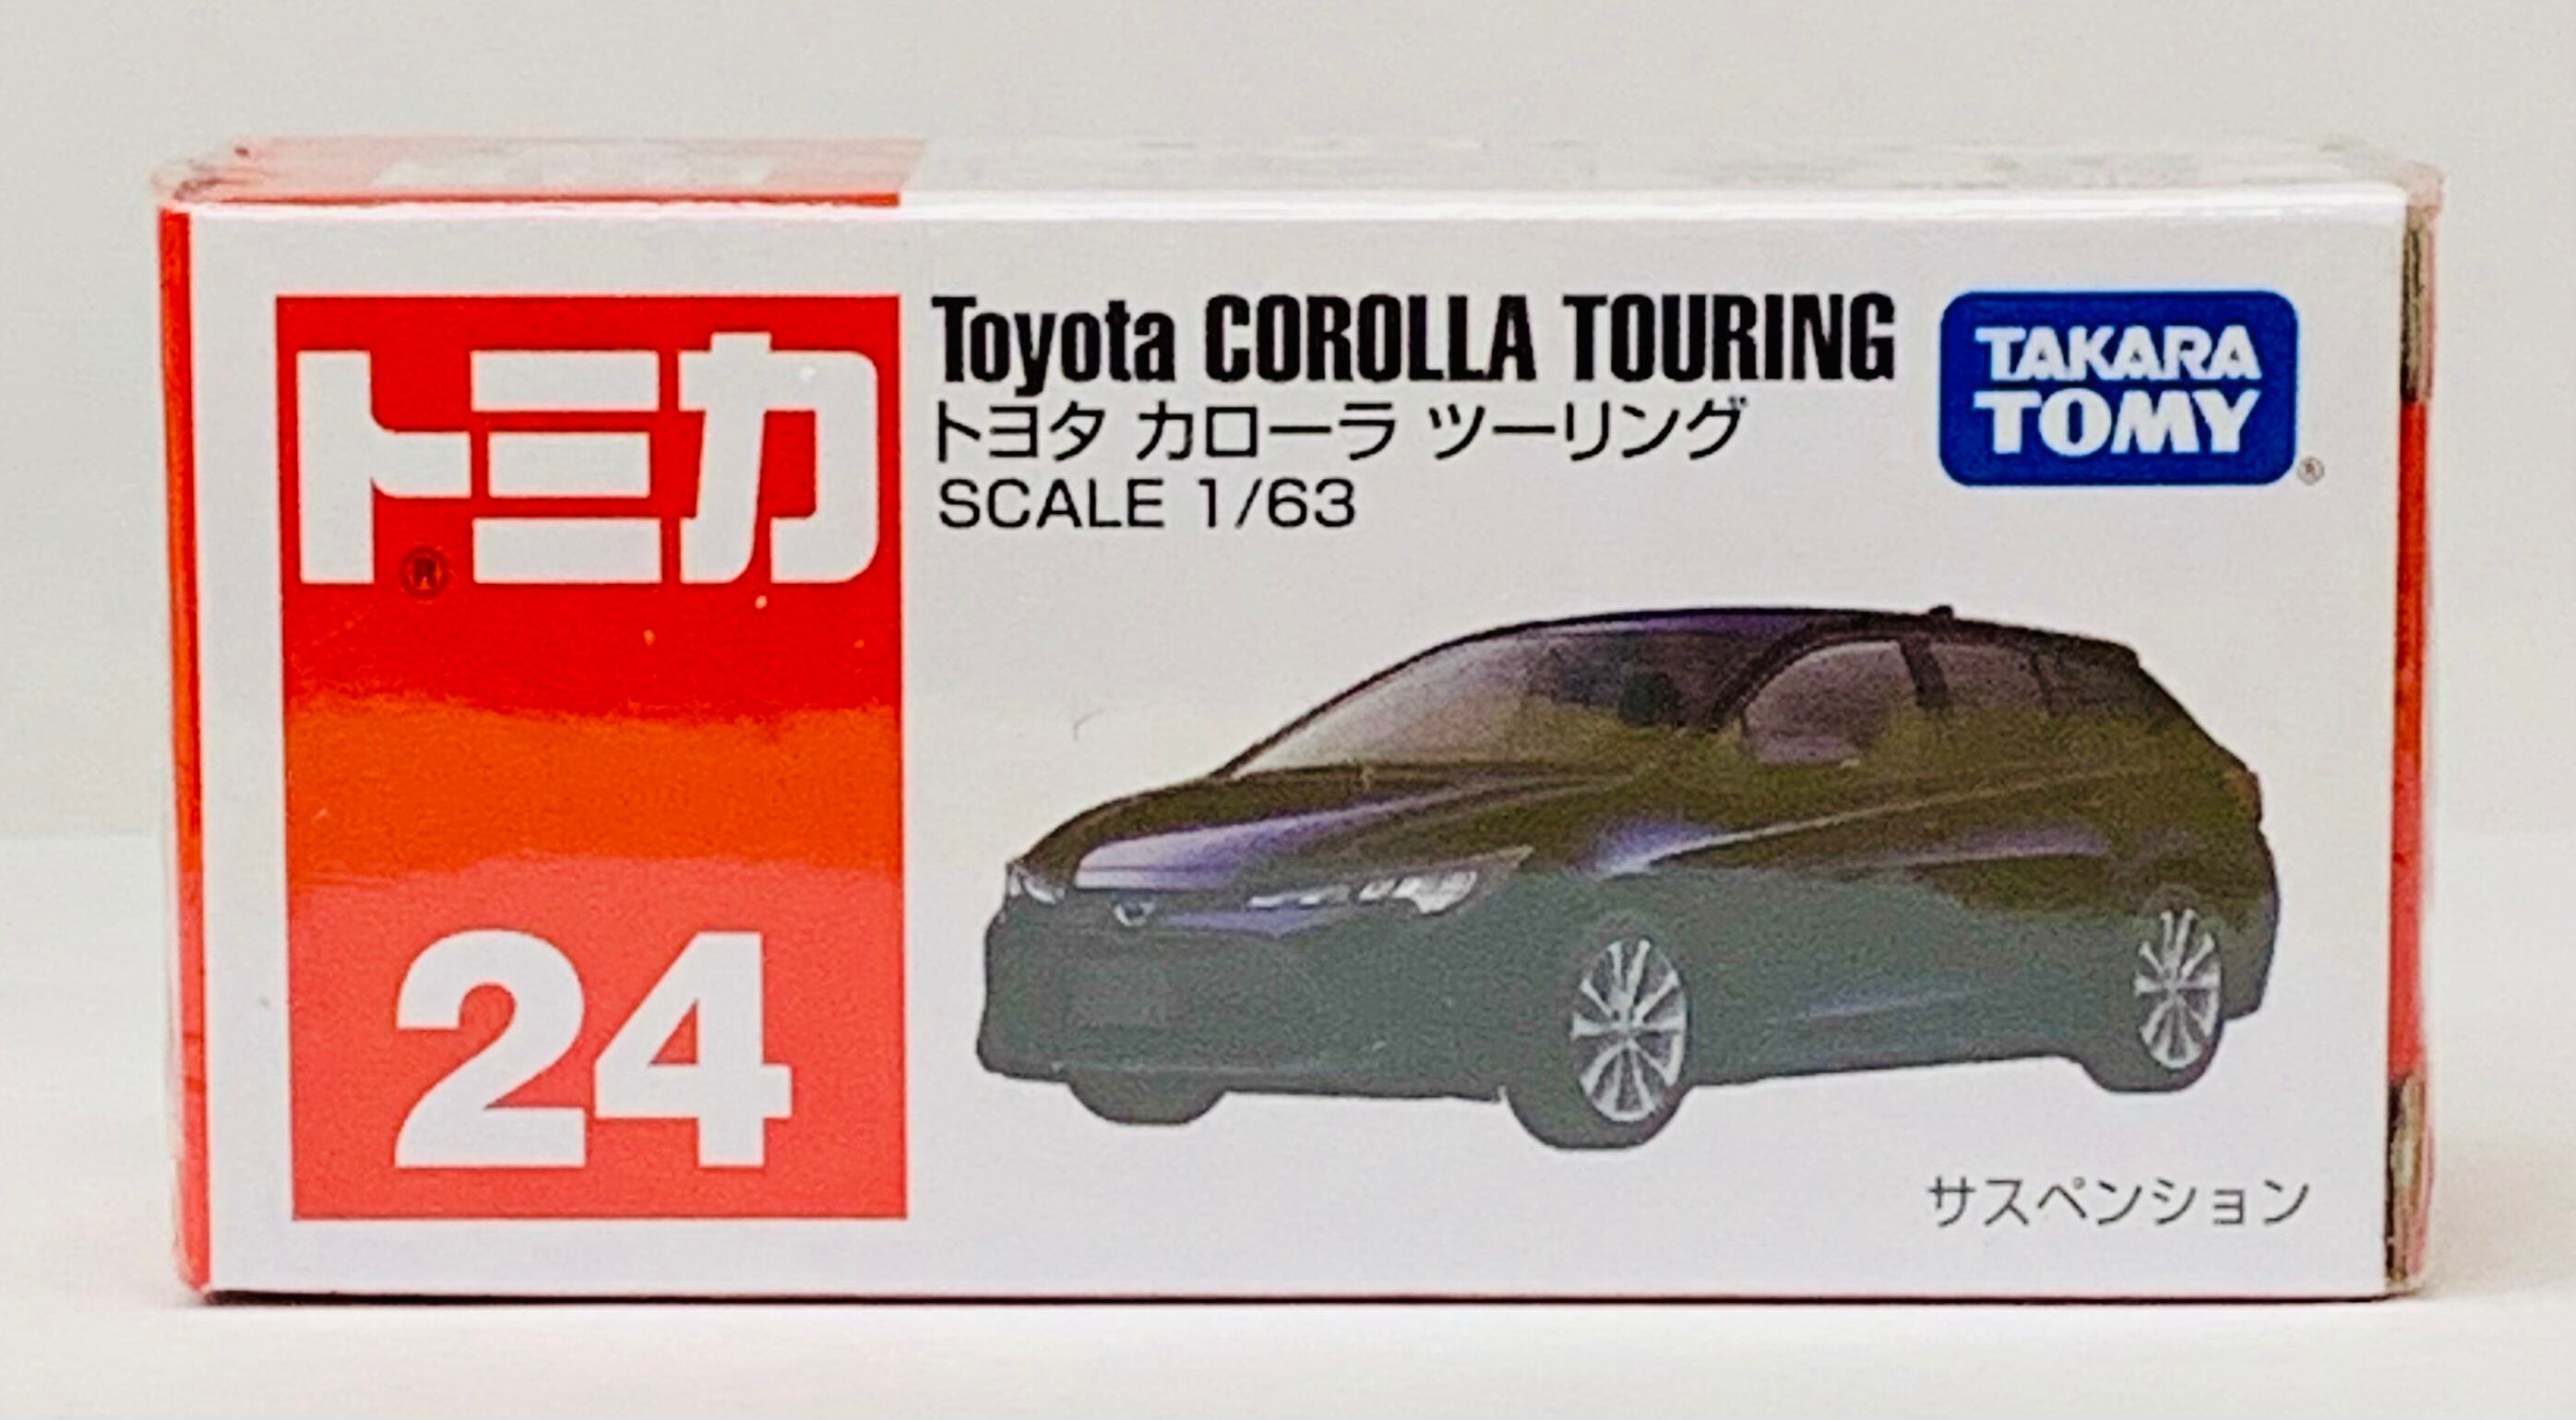 トミカ
®
24
Toyota COROLLA TOURING
トヨタ カローラ ツーリング
SCALE 1/63
TAKARA
TOMY
®
サスペンション